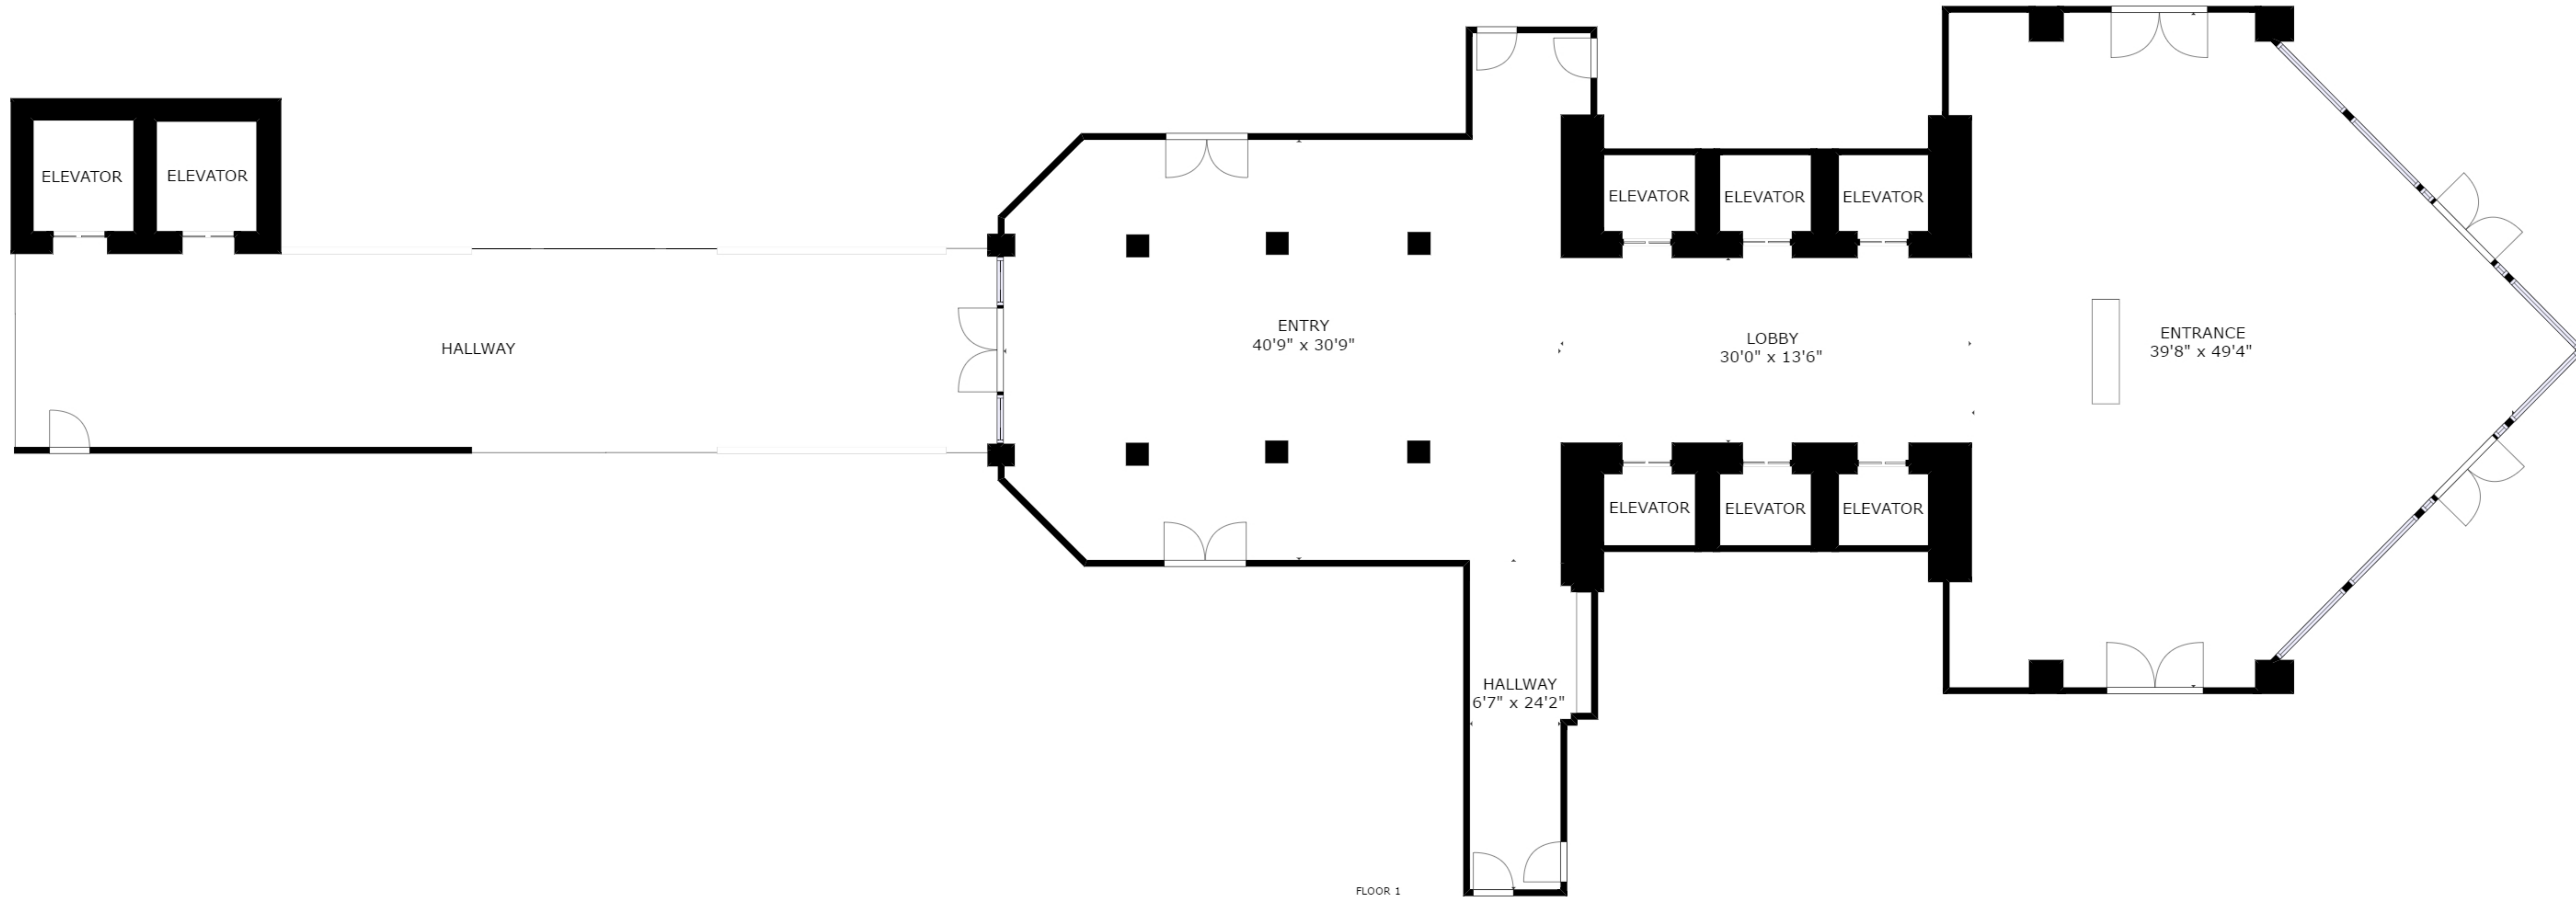 ELEVATOR
ELEVATOR
HALLWAY
ENTRY
40'9" x 30'9"
ELEVATOR
ELEVATOR
ELEVATOR
LOBBY
30'0" x 13'6"
ENTRANCE
39'8" x 49'4"
ELEVATOR
ELEVATOR
ELEVATOR
HALLWAY
6'7" x 24'2"
FLOOR 1